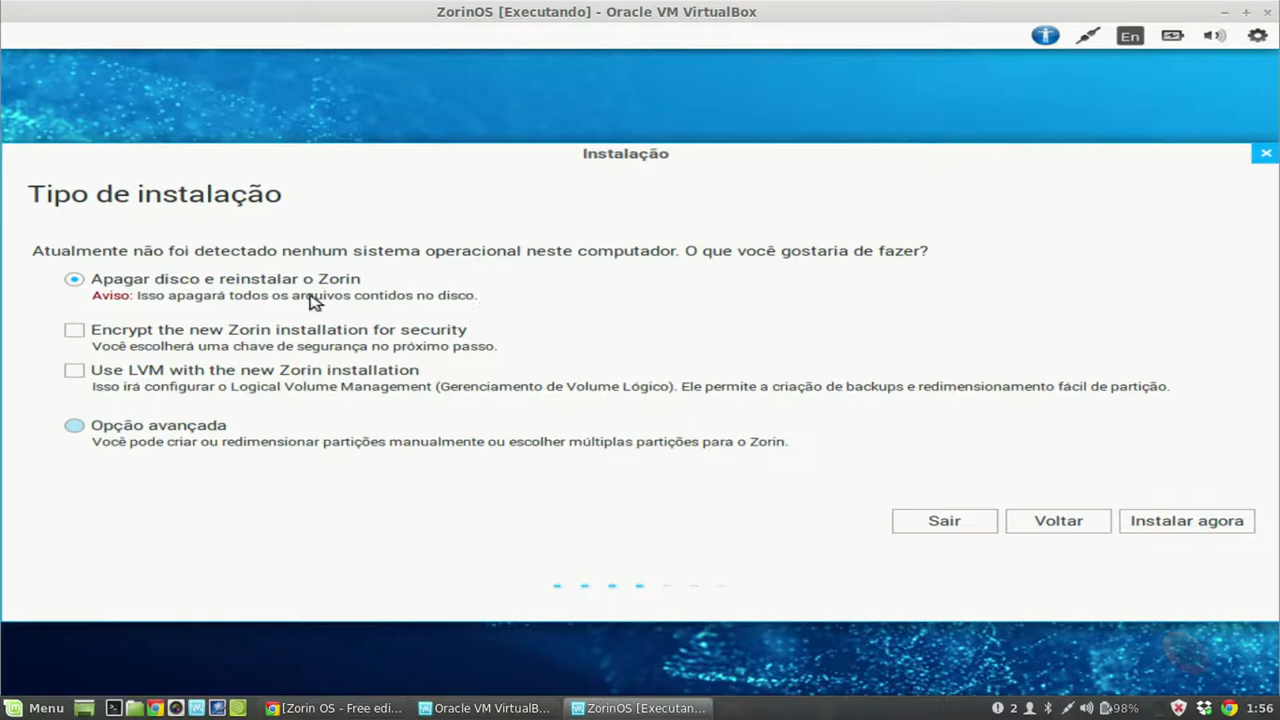 ZorinOS [Executando] - Oracle VM VirtualBox
En
Instalação
Tipo de instalação
Atualmente não foi detectado nenhum sistema operacional neste computador. O que você gostaria de fazer?
Apagar disco e reinstalar o Zorin
Aviso: Isso apagará todos os arquivos contidos no disco.
Encrypt the new Zorin installation for security
Você escolherá uma chave de segurança no próximo passo.
Use LVM with the new Zorin installation
Isso irá configurar o Logical Volume Management (Gerenciamento de Volume Lógico). Ele permite a criação de backups e redimensionamento fácil de partição.
Opção avançada
Você pode criar ou redimensionar partições manualmente ou escolher múltiplas partições para o Zorin.
Sair Voltar Instalar agora
Menu [Zorin OS - Free edi... Oracle VM VirtualB... ZorinOS [Executan... 2 98% 1:56